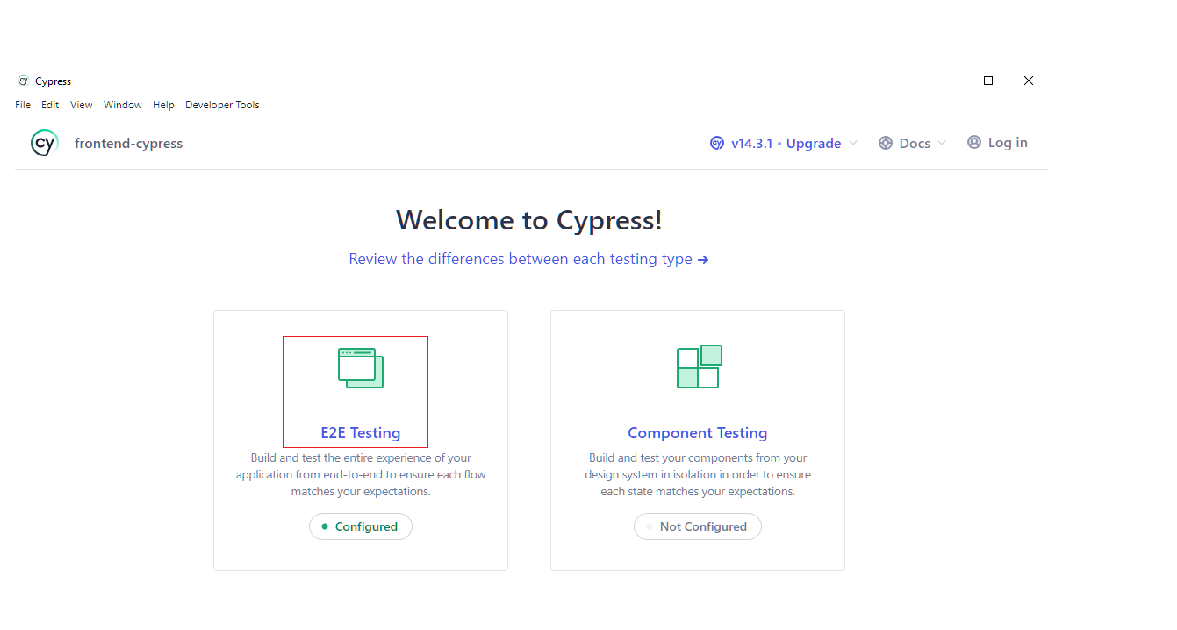 Cypress
File Edit View Window Help Developer Tools
cy frontend-cypress
cy v14.3.1 • Upgrade Docs Log in
Welcome to Cypress!
Review the differences between each testing type →
E2E Testing
Build and test the entire experience of your
application from end-to-end to ensure each flow
matches your expectations.
Configured
Component Testing
Build and test your components from your
design system in isolation in order to ensure
each state matches your expectations.
Not Configured